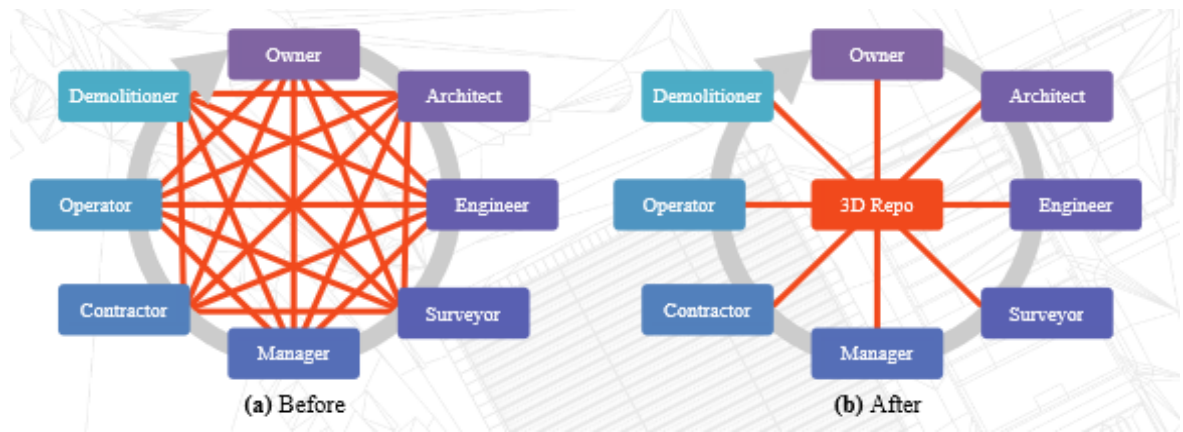 Owner
Demolitioner
Architect
Operator
Engineer
Contractor
Surveyor
Manager
(a) Before
Owner
Demolitioner
Architect
Operator
3D Repo
Engineer
Contractor
Surveyor
Manager
(b) After